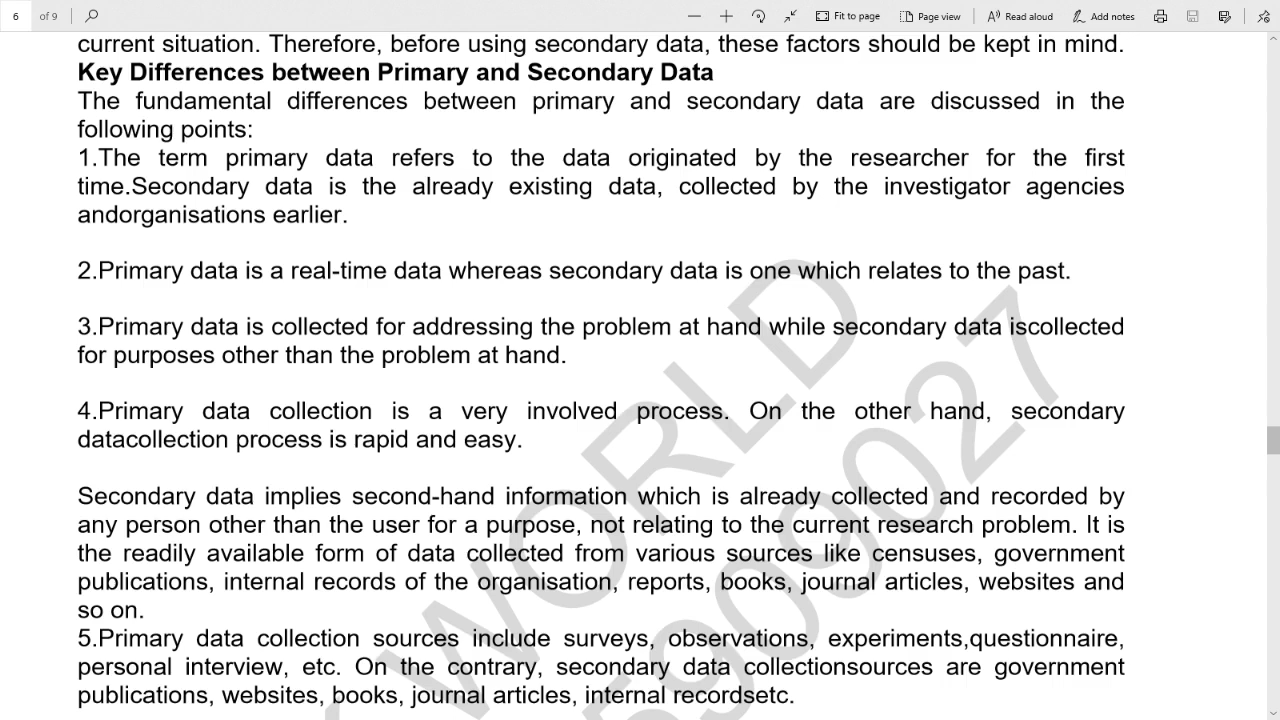 6 of 9 Fit to page Page view Read aloud Add notes
current situation. Therefore, before using secondary data, these factors should be kept in mind.
Key Differences between Primary and Secondary Data
The fundamental differences between primary and secondary data are discussed in the
following points:
1.The term primary data refers to the data originated by the researcher for the first
time.Secondary data is the already existing data, collected by the investigator agencies
andorganisations earlier.
2.Primary data is a real-time data whereas secondary data is one which relates to the past.
3.Primary data is collected for addressing the problem at hand while secondary data iscollected
for purposes other than the problem at hand.
4.Primary data collection is a very involved process. On the other hand, secondary
datacollection process is rapid and easy.
Secondary data implies second-hand information which is already collected and recorded by
any person other than the user for a purpose, not relating to the current research problem. It is
the readily available form of data collected from various sources like censuses, government
publications, internal records of the organisation, reports, books, journal articles, websites and
so on.
5.Primary data collection sources include surveys, observations, experiments,questionnaire,
personal interview, etc. On the contrary, secondary data collectionsources are government
publications, websites, books, journal articles, internal recordsetc.
WORLD